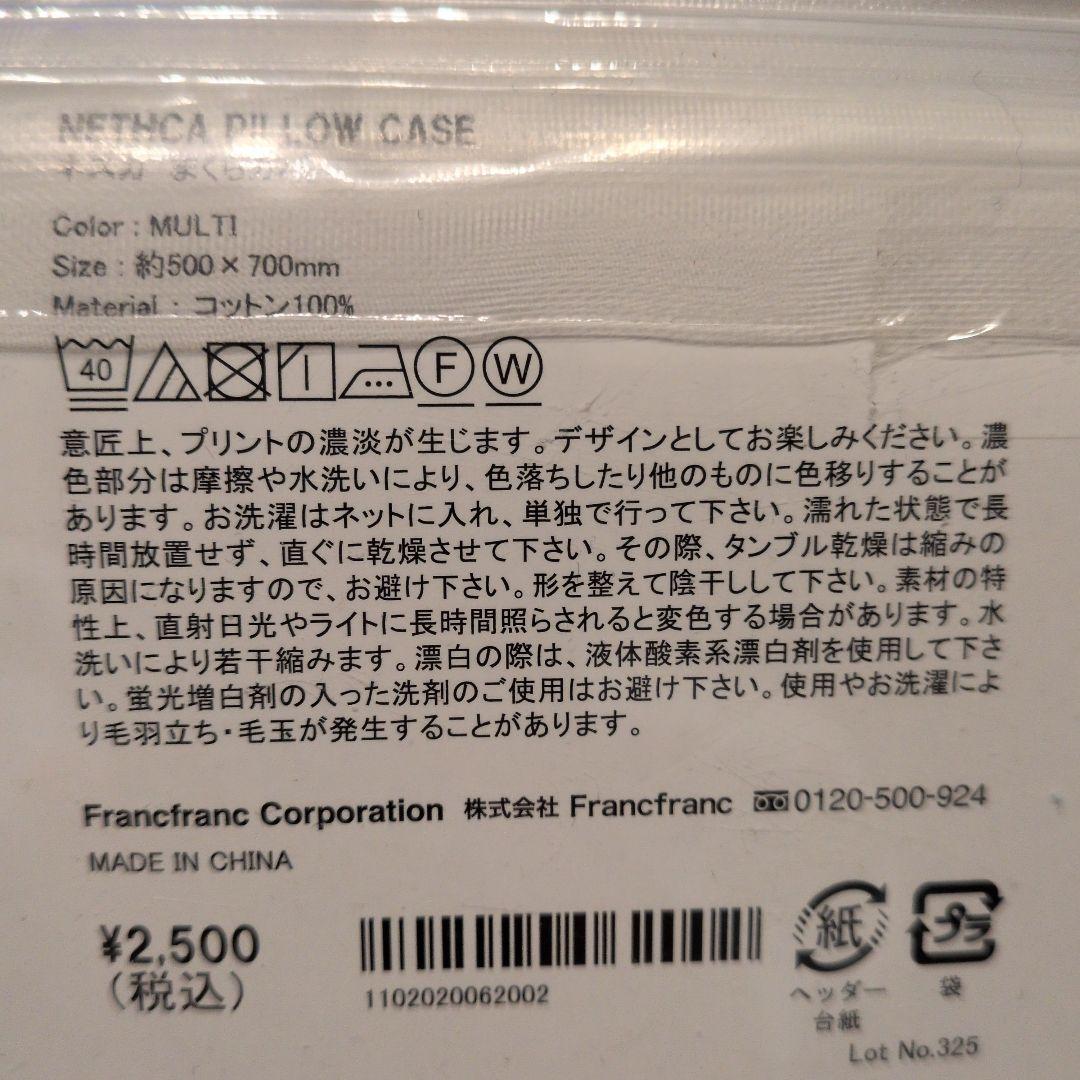 NETHCA PILLOW CASE
ネスカ まくらカバー
Color : MULTI
Size : 約500×700mm
Material : コットン100%
40 F W
意匠上、プリントの濃淡が生じます。デザインとしてお楽しみください。濃
色部分は摩擦や水洗いにより、色落ちしたり他のものに色移りすることが
あります。お洗濯はネットに入れ、単独で行って下さい。濡れた状態で長
時間放置せず、直ぐに乾燥させて下さい。その際、タンブル乾燥は縮みの
原因になりますので、お避け下さい。形を整えて陰干しして下さい。素材の特
性上、直射日光やライトに長時間照らされると変色する場合があります。水
洗いにより若干縮みます。漂白の際は、液体酸素系漂白剤を使用して下さ
い。蛍光増白剤の入った洗剤のご使用はお避け下さい。使用やお洗濯によ
り毛羽立ち・毛玉が発生することがあります。
Francfranc Corporation 株式会社 Francfranc 0120-500-924
MADE IN CHINA
¥2,500
(税込)
1102020062002
紙
ヘッダー
台紙
プラ
袋
Lot No.325